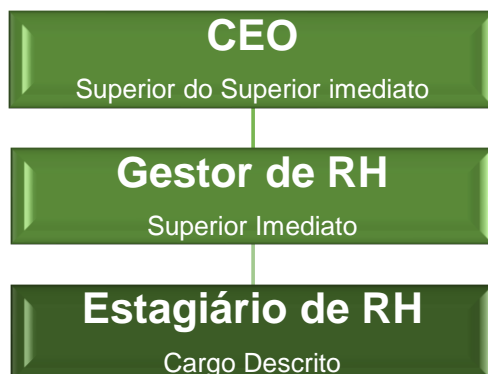 CEO
Superior do Superior imediato
Gestor de RH
Superior Imediato
Estagiário de RH
Cargo Descrito